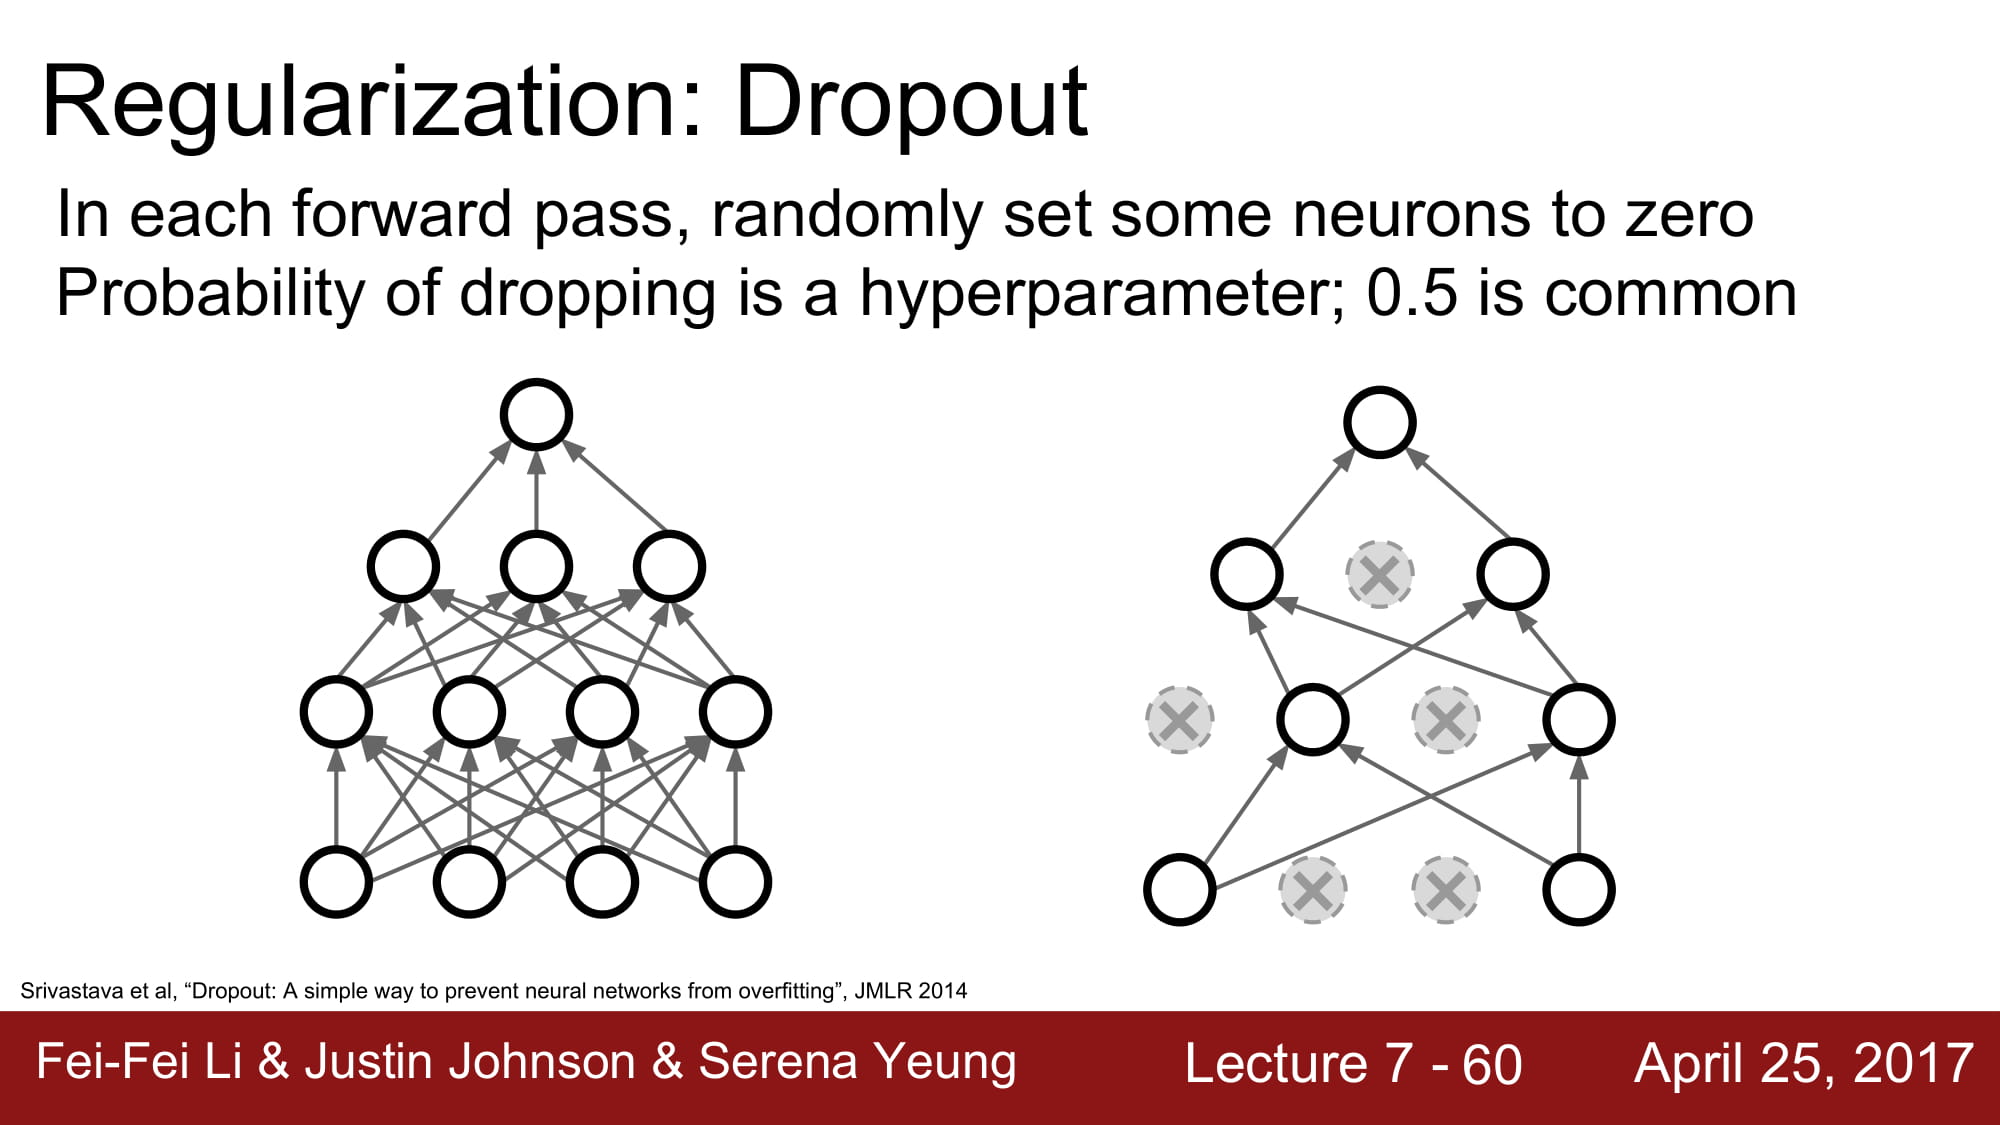 Regularization: Dropout
In each forward pass, randomly set some neurons to zero
Probability of dropping is a hyperparameter; 0.5 is common
Srivastava et al, “Dropout: A simple way to prevent neural networks from overfitting”, JMLR 2014
Fei-Fei Li & Justin Johnson & Serena Yeung
Lecture 7 - 60
April 25, 2017